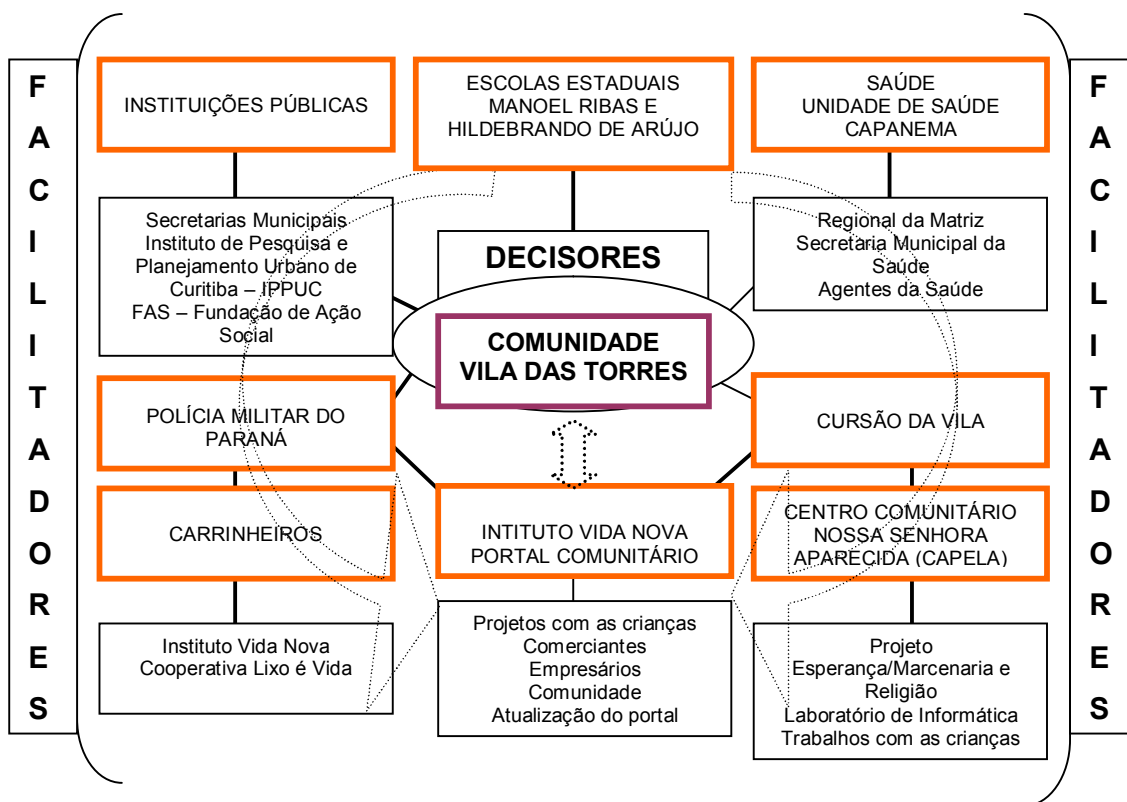 F
A
C
I
L
I
T
A
D
O
R
E
S
INSTITUIÇÕES PÚBLICAS
ESCOLAS ESTADUAIS
MANOEL RIBAS E
HILDEBRANDO DE ARÚJO
SAÚDE
UNIDADE DE SAÚDE
CAPANEMA
Secretarias Municipais
Instituto de Pesquisa e
Planejamento Urbano de
Curitiba – IPPUC
FAS – Fundação de Ação
Social
DECISORES
Regional da Matriz
Secretaria Municipal da
Saúde
Agentes da Saúde
COMUNIDADE
VILA DAS TORRES
POLÍCIA MILITAR DO
PARANÁ
CURSÃO DA VILA
CARRINHEIROS
INTITUTO VIDA NOVA
PORTAL COMUNITÁRIO
CENTRO COMUNITÁRIO
NOSSA SENHORA
APARECIDA (CAPELA)
Instituto Vida Nova
Cooperativa Lixo é Vida
Projetos com as crianças
Comerciantes
Empresários
Comunidade
Atualização do portal
Projeto
Esperança/Marcenaria e
Religião
Laboratório de Informática
Trabalhos com as crianças
F
A
C
I
L
I
T
A
D
O
R
E
S